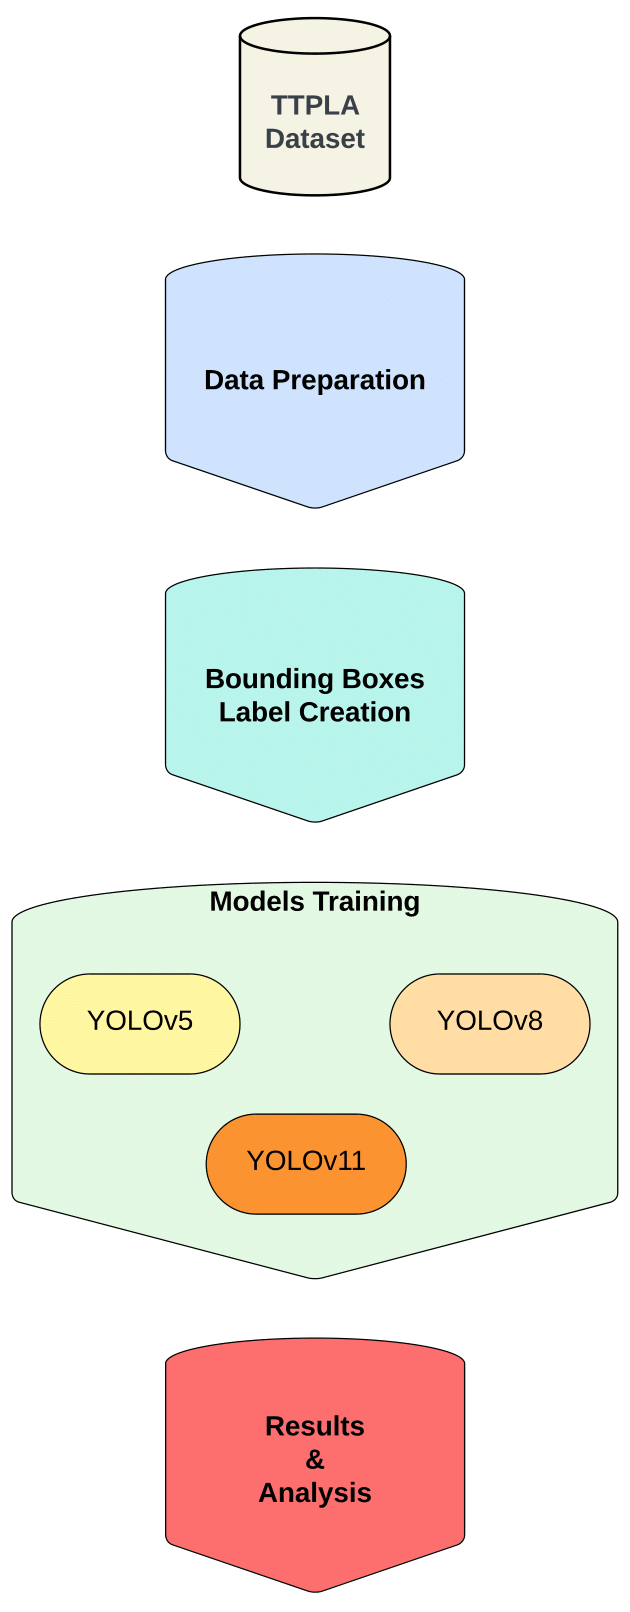 TTPLA
Dataset
Data Preparation
Bounding Boxes
Label Creation
Models Training
YOLOv5
YOLOv8
YOLOv11
Results
&
Analysis